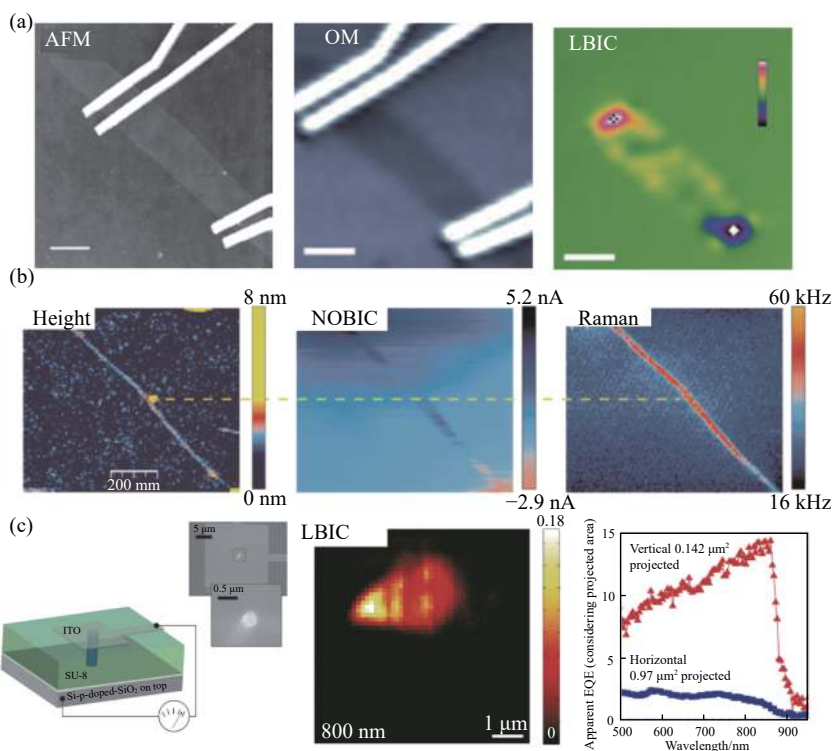 (a)
AFM
OM
LBIC
(b)
8 nm
Height
200 mm
0 nm
5.2 nA
NOBIC
−2.9 nA
60 kHz
Raman
16 kHz
(c)
5 μm
0.5 μm
ITO
SU-8
Si-p-doped-SiO₂ on top
LBIC
0.18
800 nm
1 μm
0
Apparent EQE (considering projected area)
15
10
5
0
Vertical 0.142 μm²
projected
Horizontal
0.97 μm² projected
500 600 700 800 900
Wavelength/nm